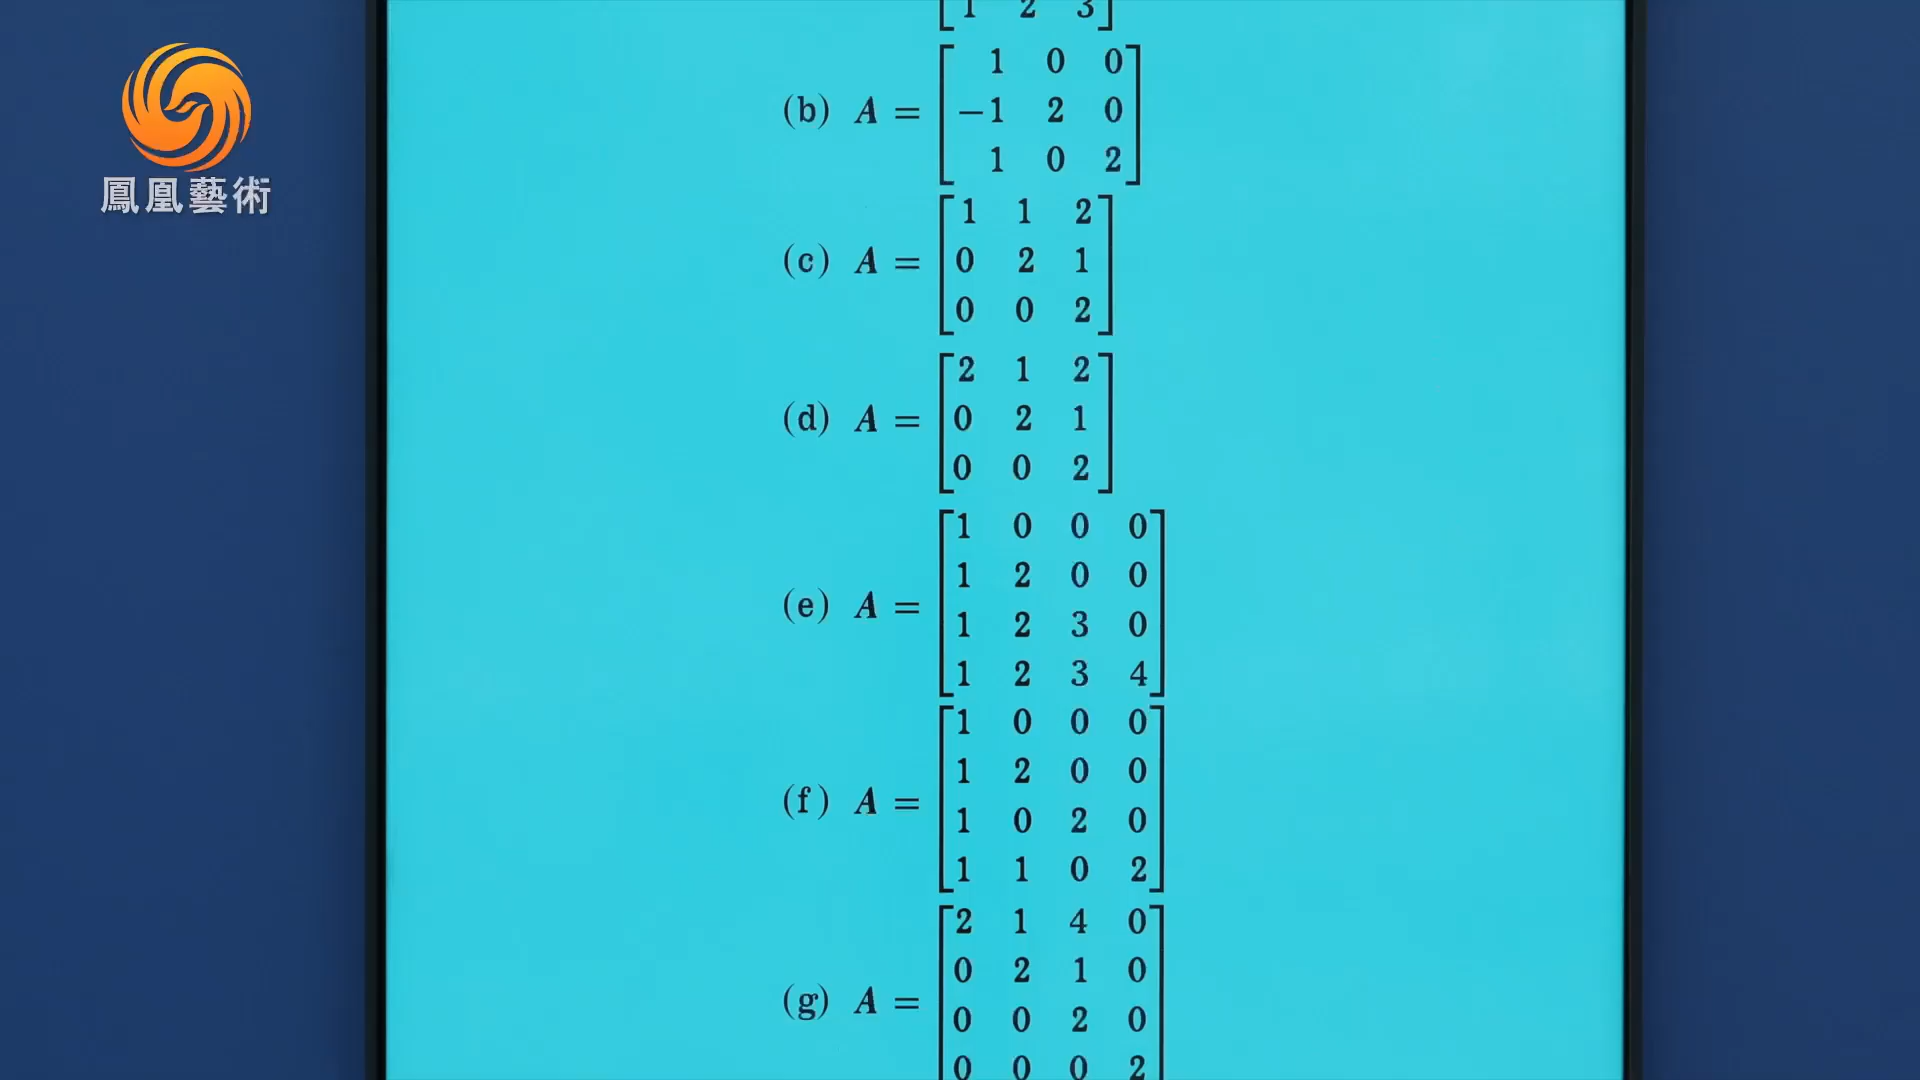 鳳凰藝術
1 2 3
1 0 0
(b) A = -1 2 0
1 0 2
1 1 2
(c) A = 0 2 1
0 0 2
2 1 2
(d) A = 0 2 1
0 0 2
1 0 0 0
1 2 0 0
(e) A =
1 2 3 0
1 2 3 4
1 0 0 0
1 2 0 0
(f) A =
1 0 2 0
1 1 0 2
2 1 4 0
0 2 1 0
(g) A =
0 0 2 0
0 0 0 2